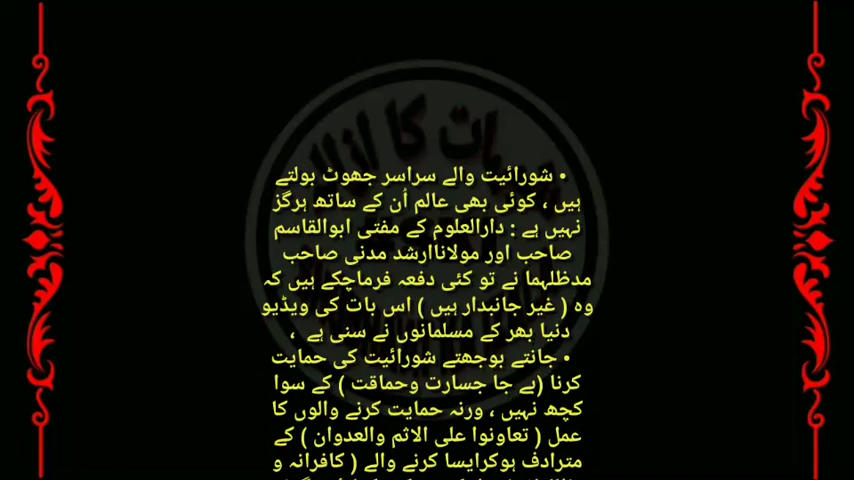 • شورائیت والے سراسر جھوٹ بولتے
ہیں ، کوئی بھی عالم اُن کے ساتھ ہرگز
نہیں ہے : دارالعلوم کے مفتی ابوالقاسم
صاحب اور مولاناارشد مدنی صاحب
مدظلہما نے تو کئی دفعہ فرماچکے ہیں کہ
وہ ( غیر جانبدار ہیں ) اس بات کی ویڈیو
دنیا بھر کے مسلمانوں نے سنی ہے ،
• جانتے بوجھتے شورائیت کی حمایت
کرنا (بے جا جسارت وحماقت ) کے سوا
کچھ نہیں ، ورنہ حمایت کرنے والوں کا
عمل ( تعاونوا علی الاثم والعدوان ) کے
مترادف ہوکرایسا کرنے والے ( کافرانہ و